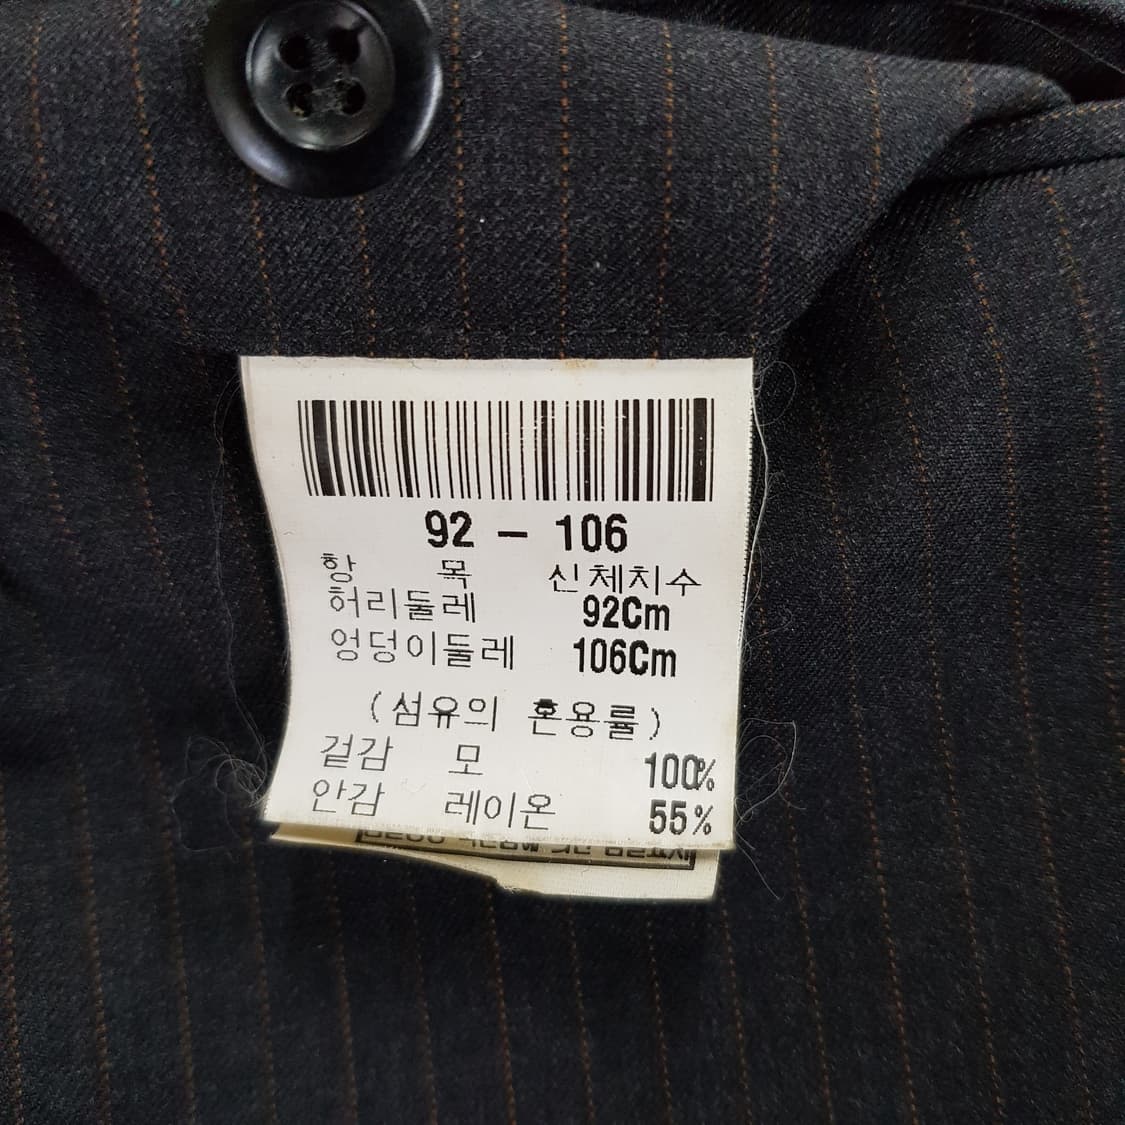 92 - 106
항 목 신체치수
허리둘레 92Cm
엉덩이둘레 106Cm
(섬유의 혼용률)
겉감 모 100%
안감 레이온 55%